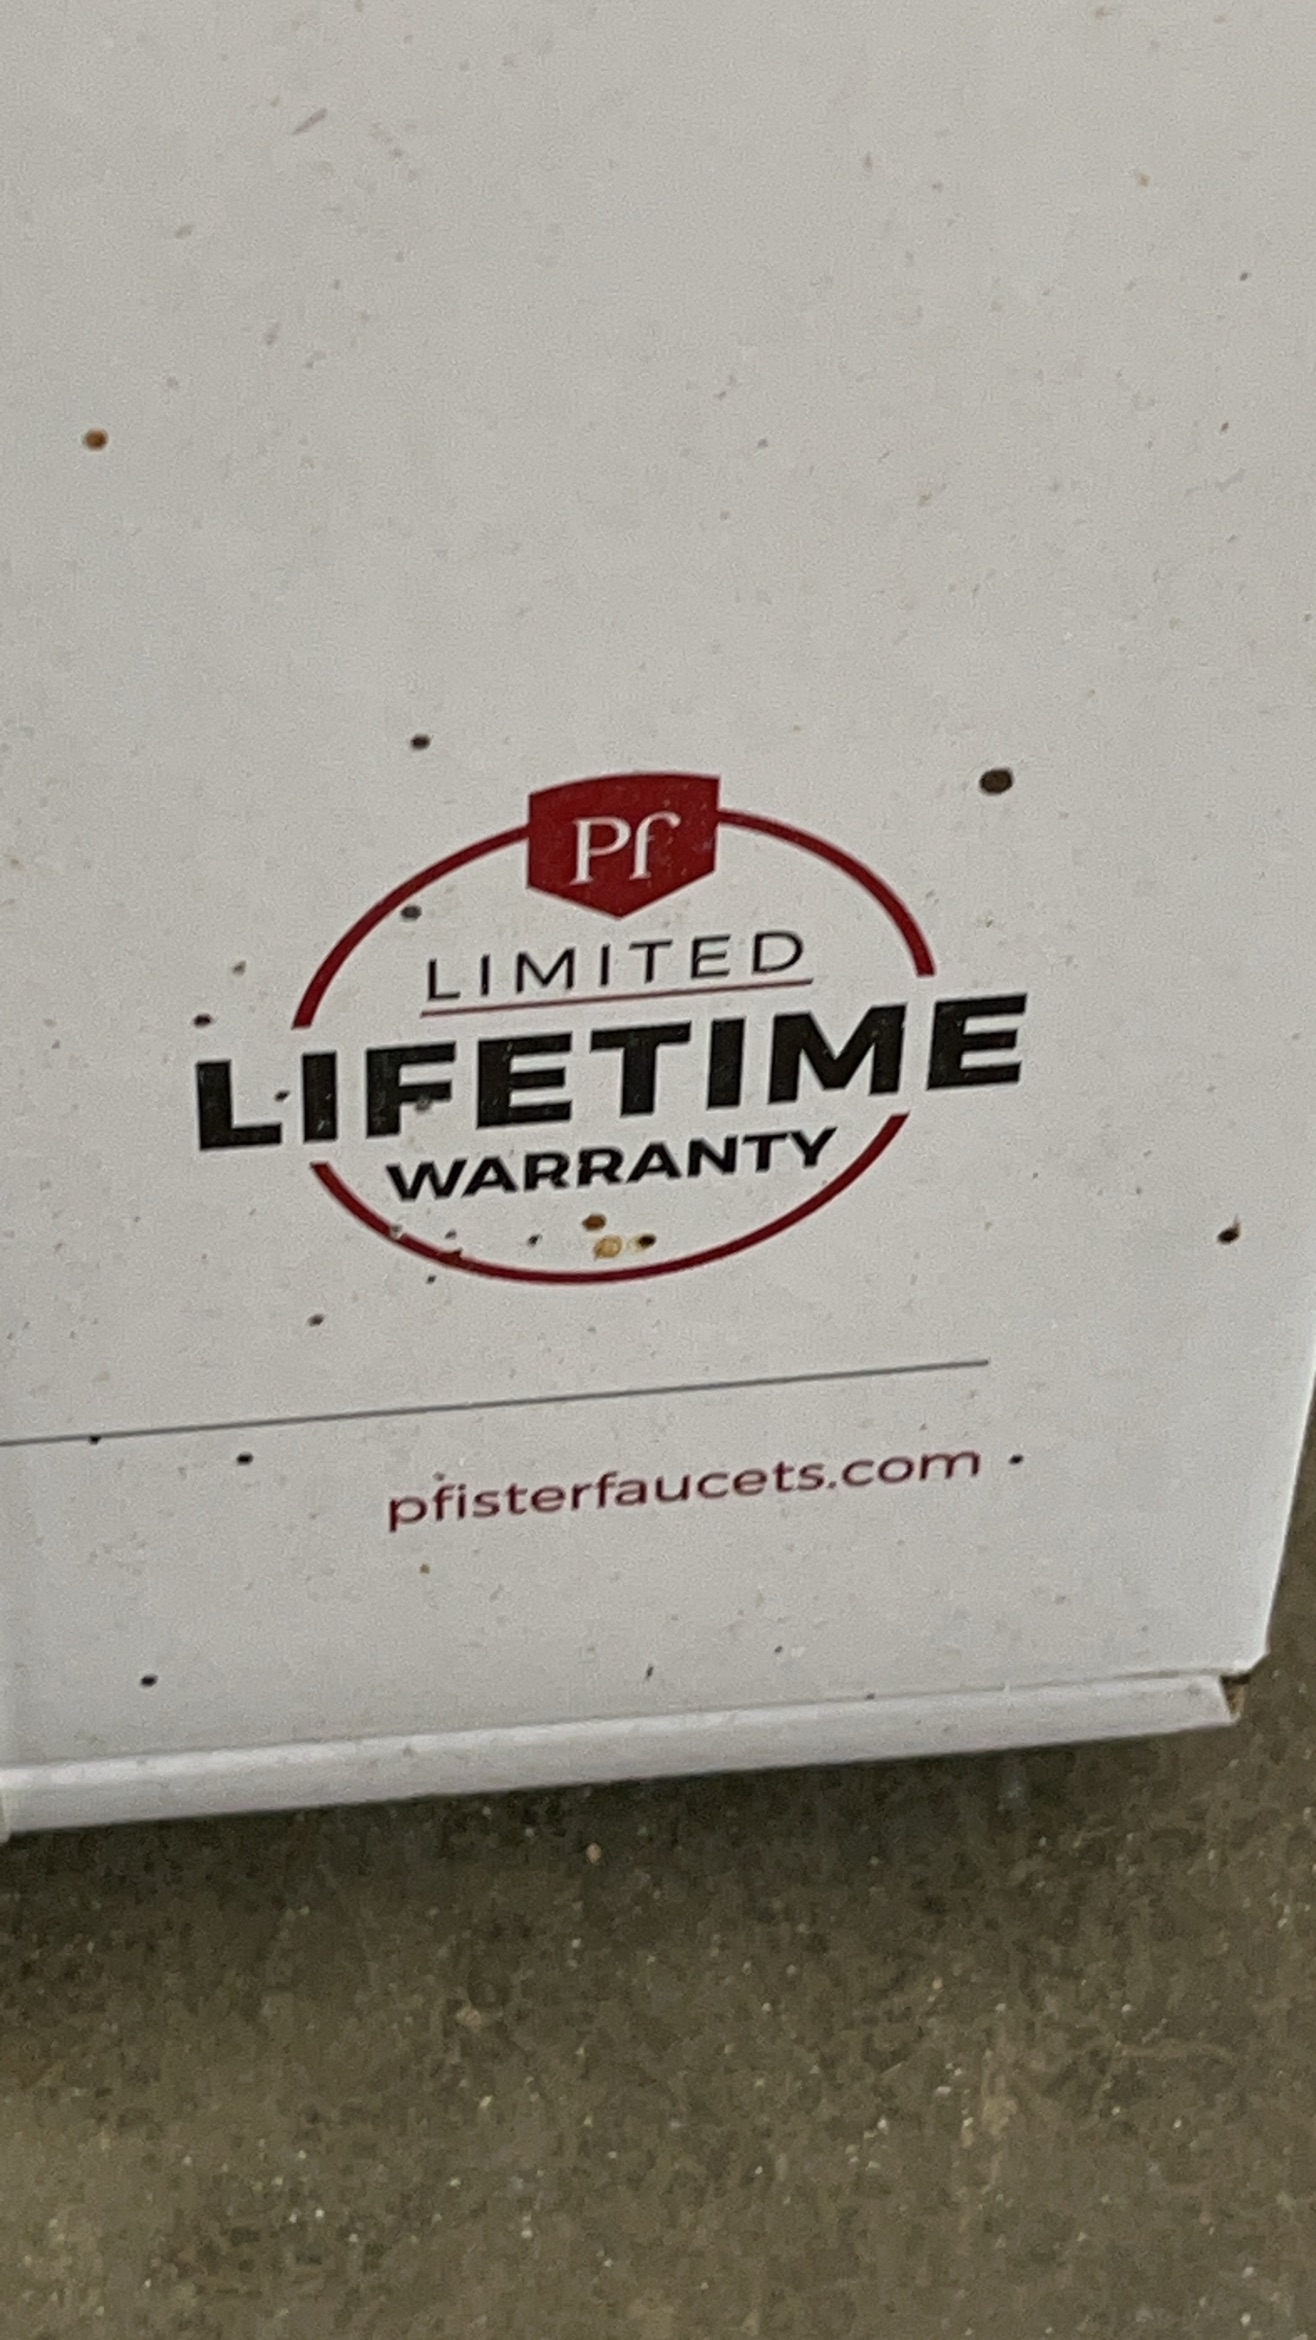 Pf
LIMITED
LIFETIME
WARRANTY
pfisterfaucets.com